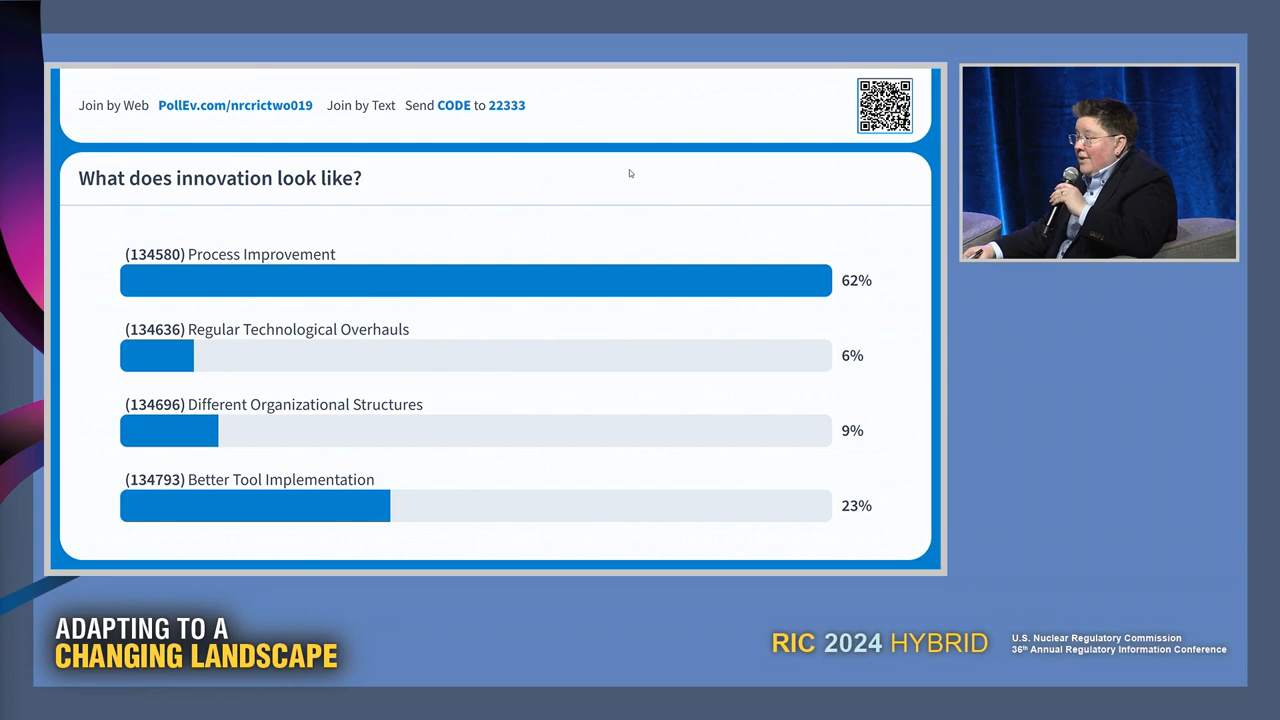 Join by Web PollEv.com/nrcrictwo019 Join by Text Send CODE to 22333
What does innovation look like?
(134580) Process Improvement
62%
(134636) Regular Technological Overhauls
6%
(134696) Different Organizational Structures
9%
(134793) Better Tool Implementation
23%
ADAPTING TO A
CHANGING LANDSCAPE
RIC 2024 HYBRID
U.S. Nuclear Regulatory Commission
36th Annual Regulatory Information Conference